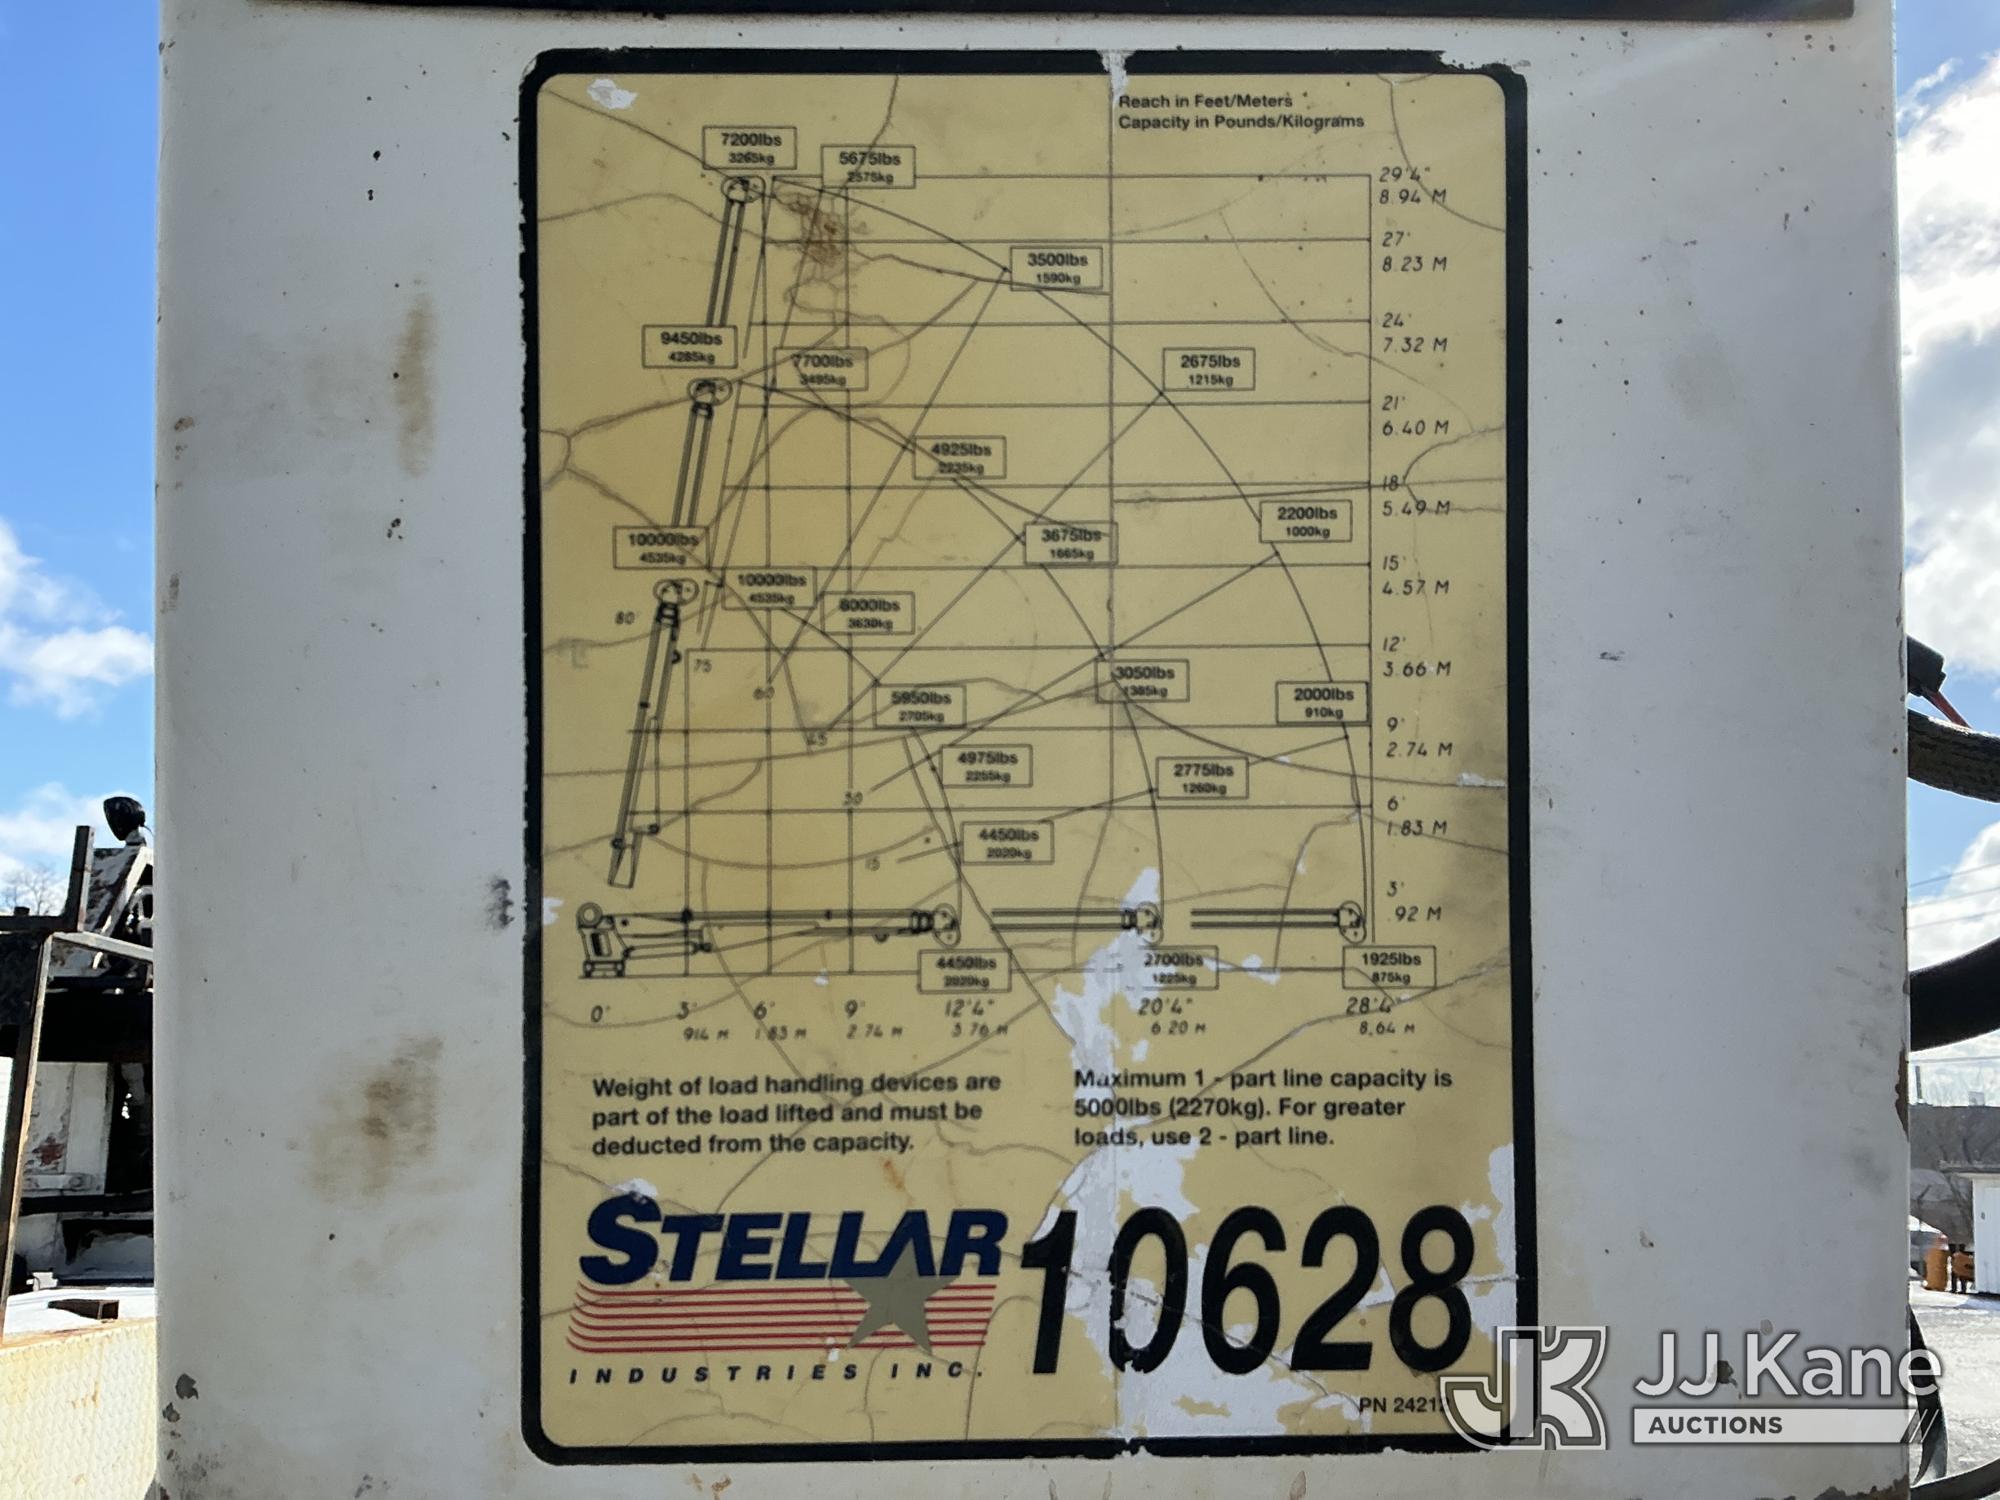 Reach in Feet/Meters
Capacity in Pounds/Kilograms
7200lbs
3265kg
5675lbs
2575kg
29'4"
8.94 M
27'
8.23 M
3500lbs
1590kg
24'
7.32 M
9450lbs
4285kg
7700lbs
3495kg
2675lbs
1215kg
21'
6.40 M
4925lbs
2235kg
18'
5.49 M
2200lbs
1000kg
10000lbs
4535kg
3675lbs
1665kg
15'
4.57 M
10000lbs
4535kg
8000lbs
3630kg
80
12'
3.66 M
75
60
3050lbs
1385kg
5950lbs
2705kg
2000lbs
910kg
9'
2.74 M
45
4975lbs
2255kg
2775lbs
1260kg
30
6'
1.83 M
4450lbs
2020kg
15
3'
.92 M
4450lbs
2020kg
2700lbs
1225kg
1925lbs
875kg
0' 3' 6' 9' 12'4" 20'4" 28'4"
914 M 1.83 M 2.74 M 3.76 M 6.20 M 8.64 M
Weight of load handling devices are
part of the load lifted and must be
deducted from the capacity.
Maximum 1 - part line capacity is
5000lbs (2270kg). For greater
loads, use 2 - part line.
STELLAR
INDUSTRIES INC.
10628
PN 24212
JK JJ Kane
AUCTIONS